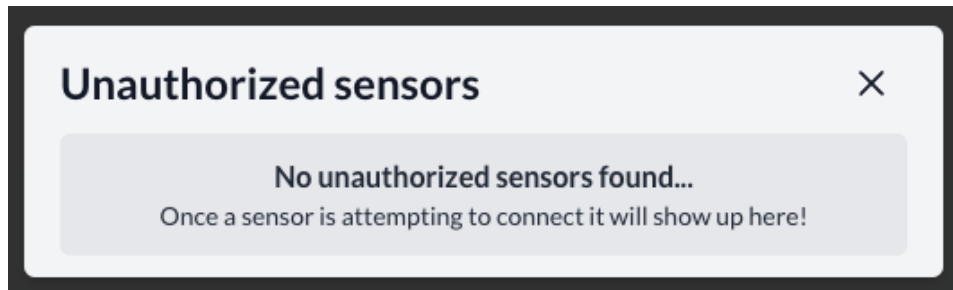 Unauthorized sensors
No unauthorized sensors found...
Once a sensor is attempting to connect it will show up here!